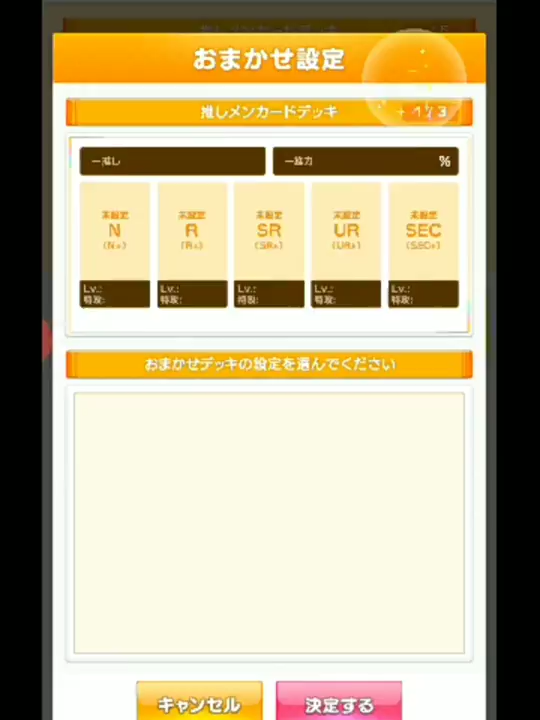 おまかせ設定
推しメンカードデッキ
1/3
一推し
%
未設定
N
(N+)
未設定
R
(R+)
未設定
SR
(SR+)
未設定
UR
(UR+)
未設定
SEC
(SEC+)
Lv.:
特攻:
Lv.:
特攻:
Lv.:
特攻:
Lv.:
特攻:
Lv.:
特攻:
おまかせデッキの設定を選んでください
キャンセル
決定する